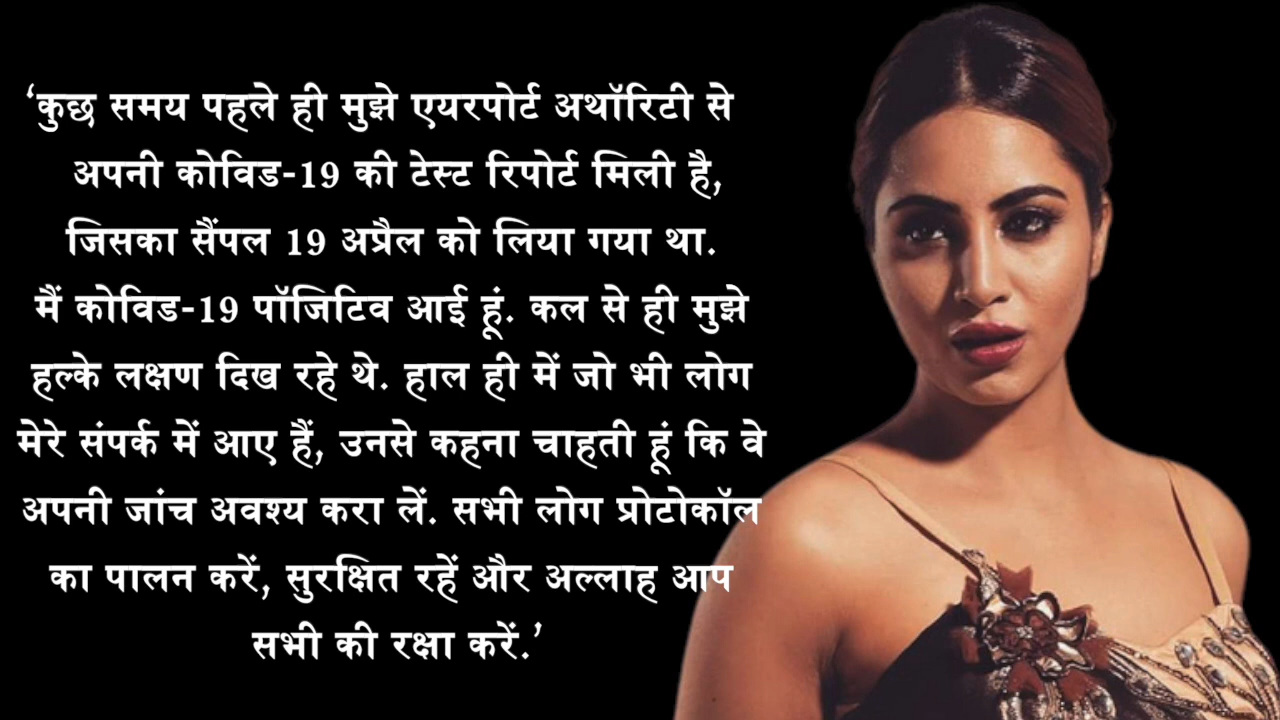 ‘कुछ समय पहले ही मुझे एयरपोर्ट अथॉरिटी से
अपनी कोविड-19 की टेस्ट रिपोर्ट मिली है,
जिसका सैंपल 19 अप्रैल को लिया गया था.
मैं कोविड-19 पॉजिटिव आई हूं. कल से ही मुझे
हल्के लक्षण दिख रहे थे. हाल ही में जो भी लोग
मेरे संपर्क में आए हैं, उनसे कहना चाहती हूं कि वे
अपनी जांच अवश्य करा लें. सभी लोग प्रोटोकॉल
का पालन करें, सुरक्षित रहें और अल्लाह आप
सभी की रक्षा करें.’